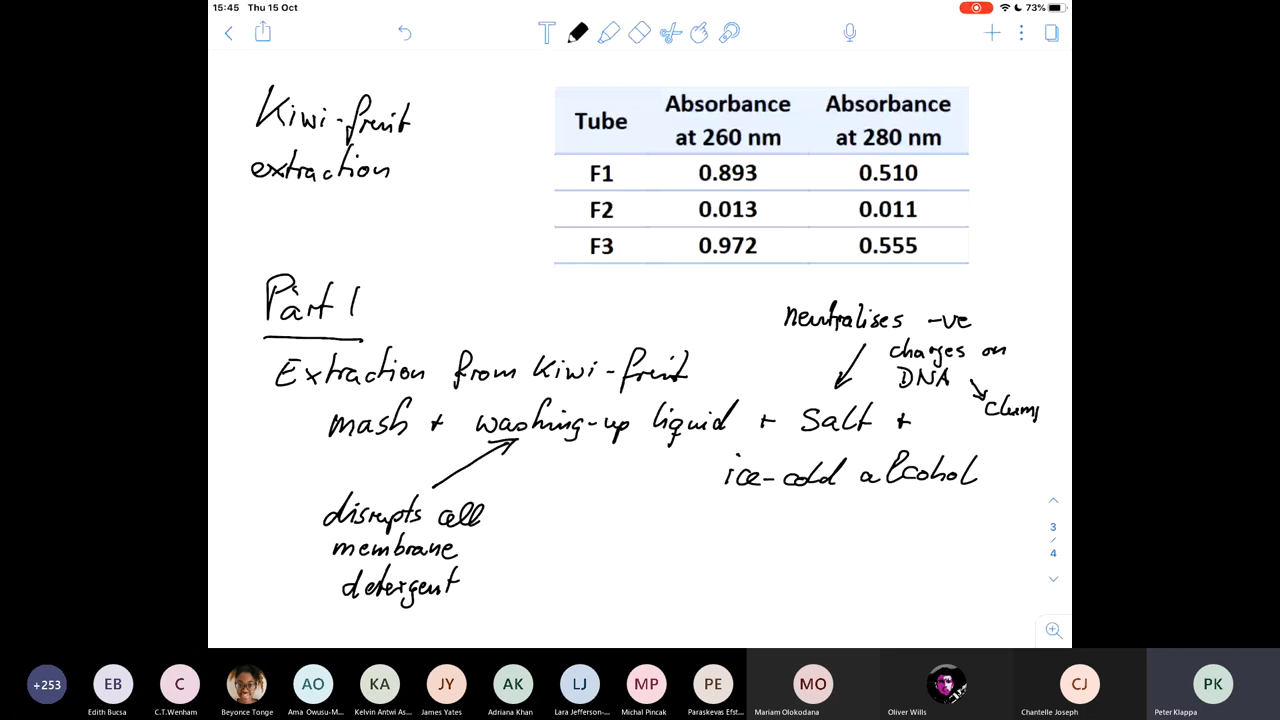 15:45 Thu 15 Oct
73%
Kiwi-fruit
extraction
Tube Absorbance at 260 nm Absorbance at 280 nm
F1 0.893 0.510
F2 0.013 0.011
F3 0.972 0.555
Part 1
neutralises -ve
charges on
DNA
clump
Extraction from Kiwi-fruit
mash + washing-up liquid + Salt +
ice-cold alcohol
disrupts cell
membrane
detergent
3
/
4
+253
EB
C
AO
KA
JY
AK
LJ
MP
PE
MO
CJ
PK
Edith Bucsa
C.T.Wenham
Beyonce Tonge
Ama Owusu-M...
Kelvin Antwi As...
James Yates
Adriana Khan
Lara Jefferson-...
Michal Pincak
Paraskevas Efst...
Mariam Olokodana
Oliver Wills
Chantelle Joseph
Peter Klappa